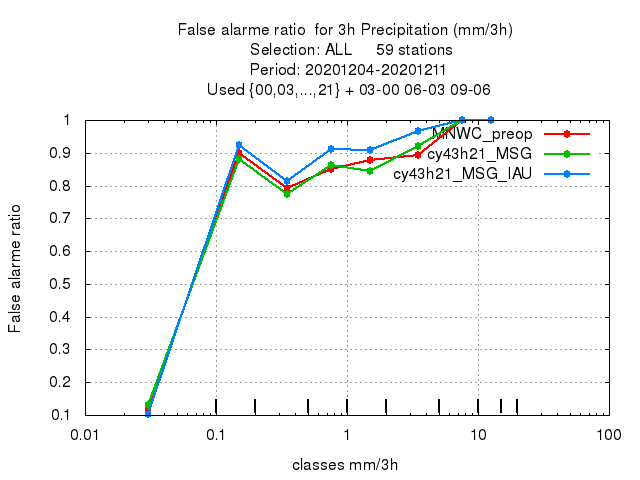 False alarme ratio for 3h Precipitation (mm/3h)
Selection: ALL 59 stations
Period: 20201204-20201211
Used {00,03,...,21} + 03-00 06-03 09-06
MNWC_preop
cy43h21_MSG
cy43h21_MSG_IAU
False alarme ratio
1
0.9
0.8
0.7
0.6
0.5
0.4
0.3
0.2
0.1
0.01 0.1 1 10 100
classes mm/3h